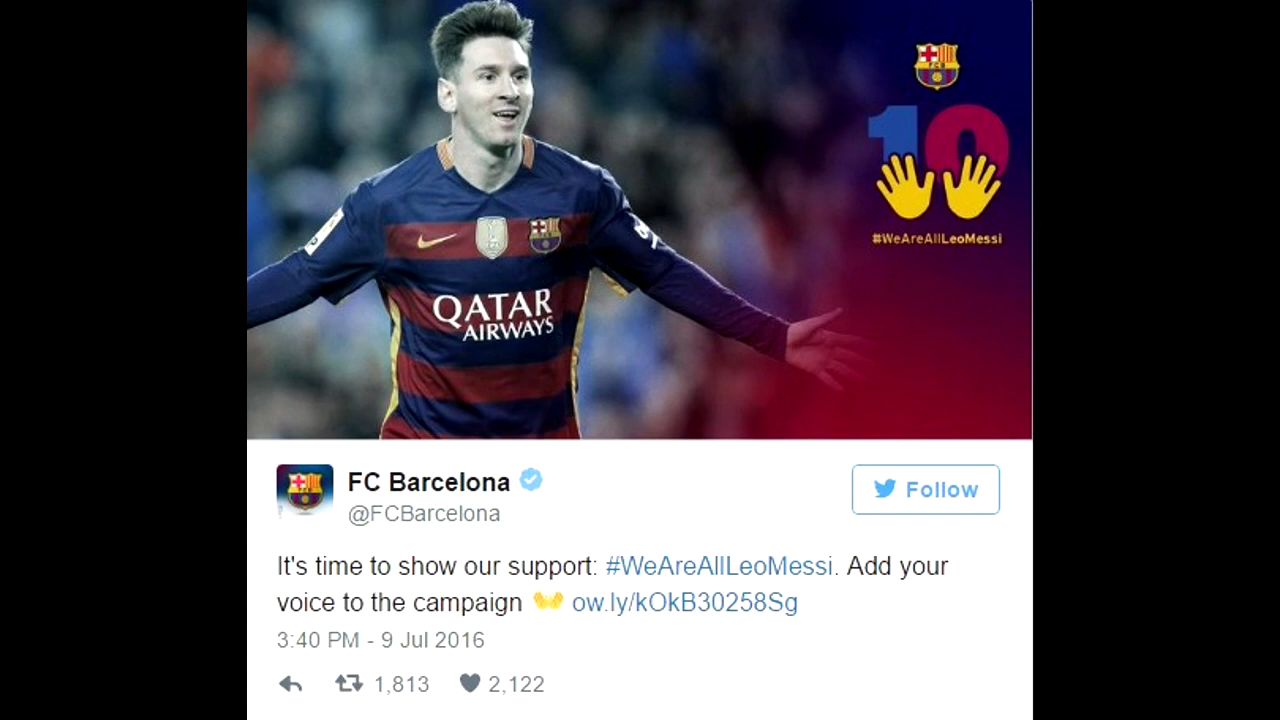 FCB
10
#WeAreAllLeoMessi
QATAR
AIRWAYS
FC Barcelona
@FCBarcelona
Follow
It's time to show our support: #WeAreAllLeoMessi. Add your
voice to the campaign 👐 ow.ly/kOkB30258Sg
3:40 PM - 9 Jul 2016
1,813
2,122